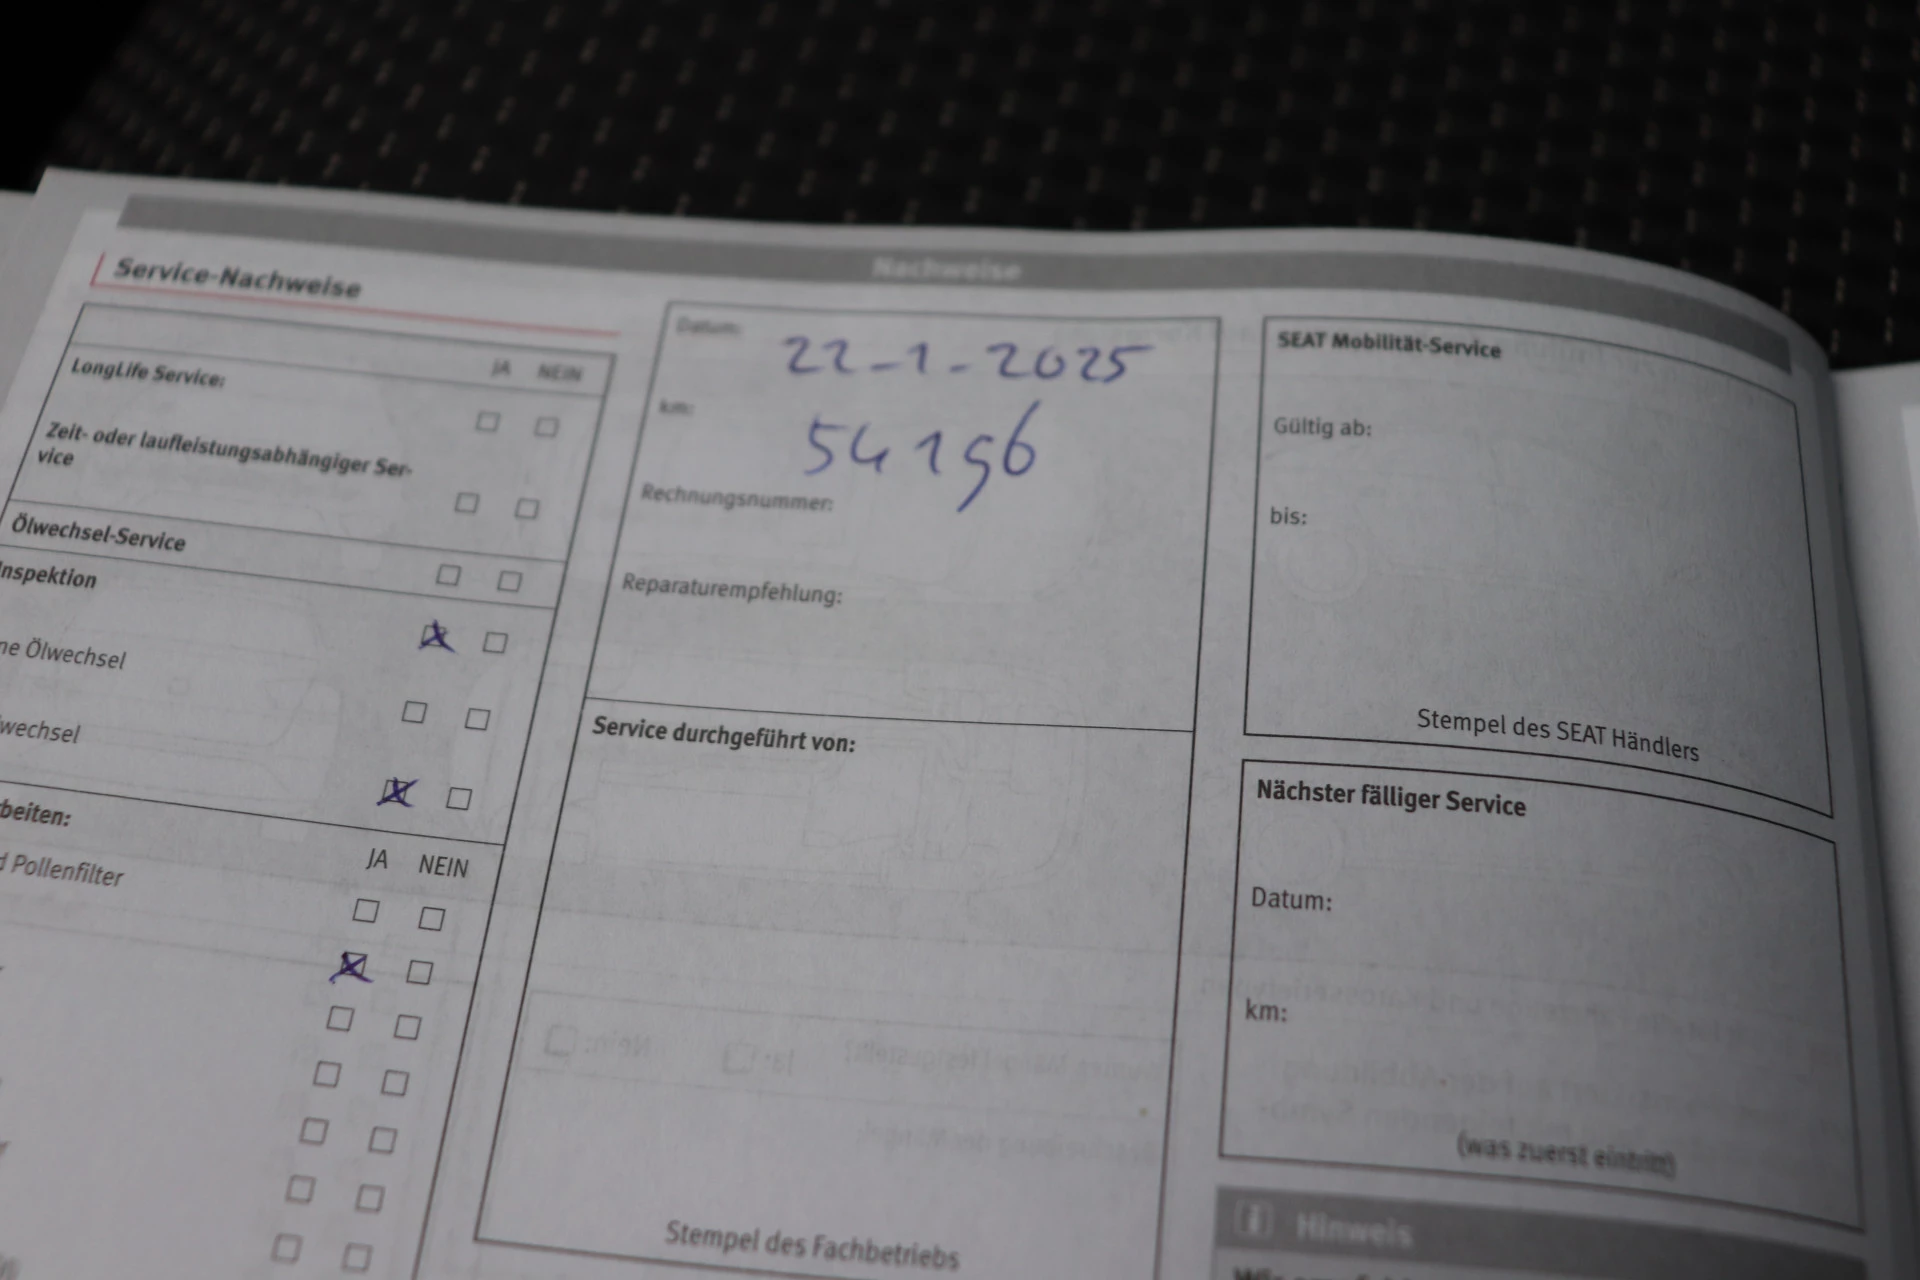 Nachweise
Service-Nachweise
JA NEIN
LongLife Service:
Zeit- oder laufleistungsabhängiger Ser-
vice
Ölwechsel-Service
nspektion
ne Ölwechsel
wechsel
beiten:
JA NEIN
d Pollenfilter
Datum: 22-1-2025
km: 54196
Rechnungsnummer:
Reparaturempfehlung:
Service durchgeführt von:
Stempel des Fachbetriebs
SEAT Mobilität-Service
Gültig ab:
bis:
Stempel des SEAT Händlers
Nächster fälliger Service
Datum:
km:
(was zuerst eintritt)
Hinweis